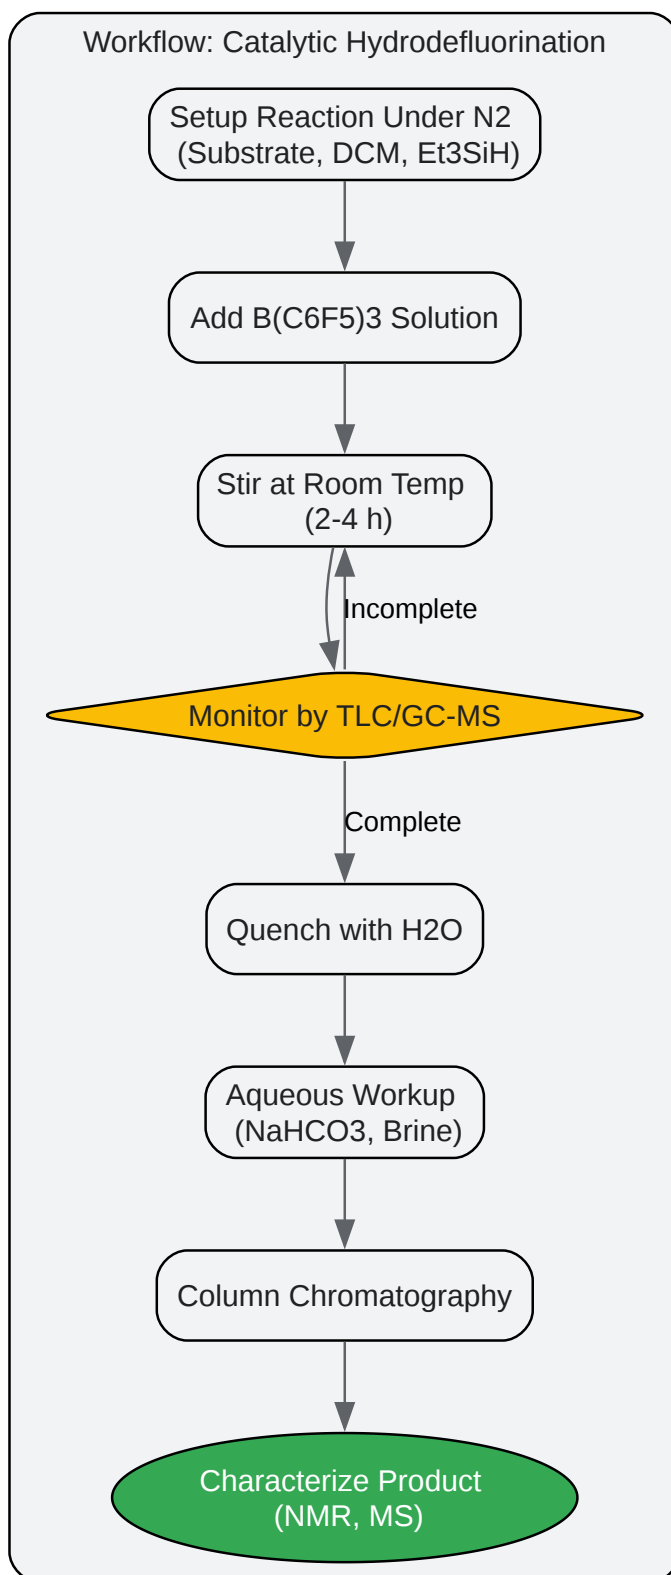 Workflow: Catalytic Hydrodefluorination
Setup Reaction Under N2
(Substrate, DCM, Et3SiH)
Add B(C6F5)3 Solution
Stir at Room Temp
(2-4 h)
Incomplete
Monitor by TLC/GC-MS
Complete
Quench with H2O
Aqueous Workup
(NaHCO3, Brine)
Column Chromatography
Characterize Product
(NMR, MS)